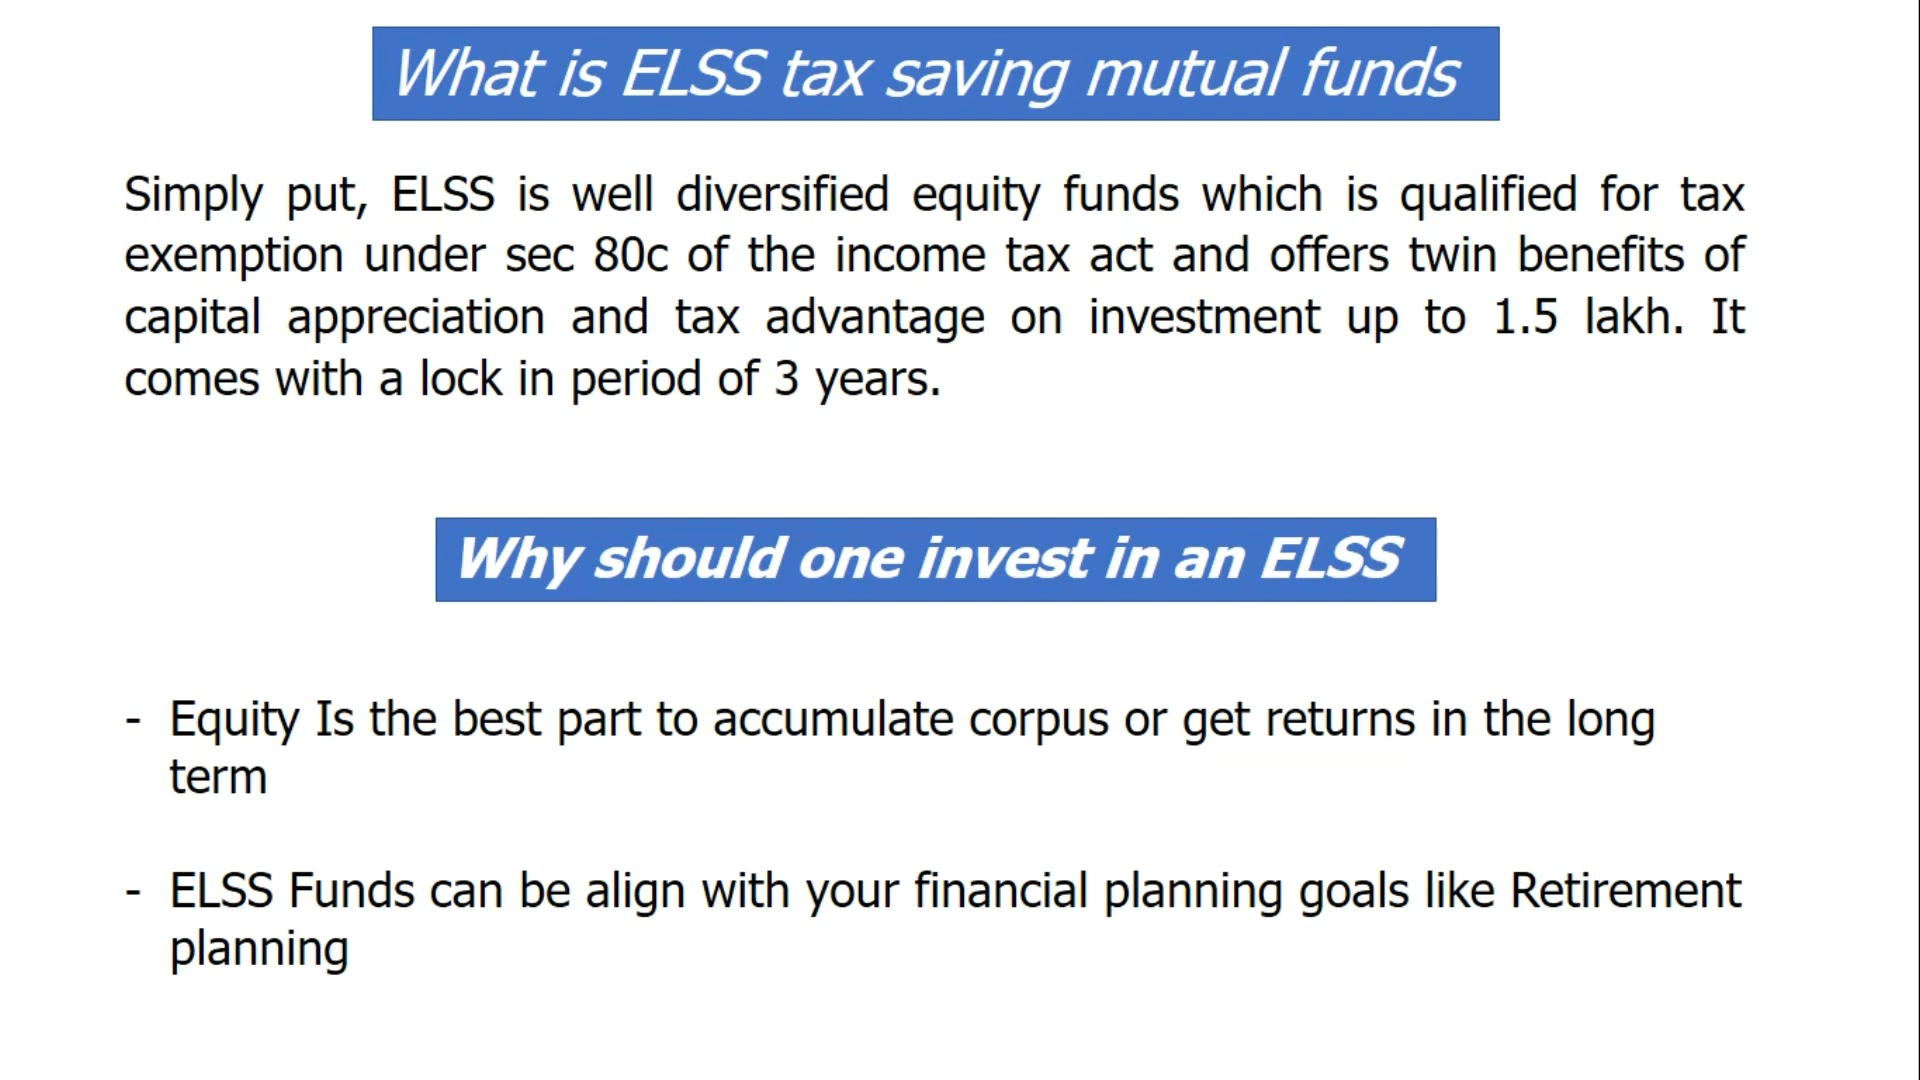 What is ELSS tax saving mutual funds
Simply put, ELSS is well diversified equity funds which is qualified for tax
exemption under sec 80c of the income tax act and offers twin benefits of
capital appreciation and tax advantage on investment up to 1.5 lakh. It
comes with a lock in period of 3 years.
Why should one invest in an ELSS
- Equity Is the best part to accumulate corpus or get returns in the long
term
- ELSS Funds can be align with your financial planning goals like Retirement
planning